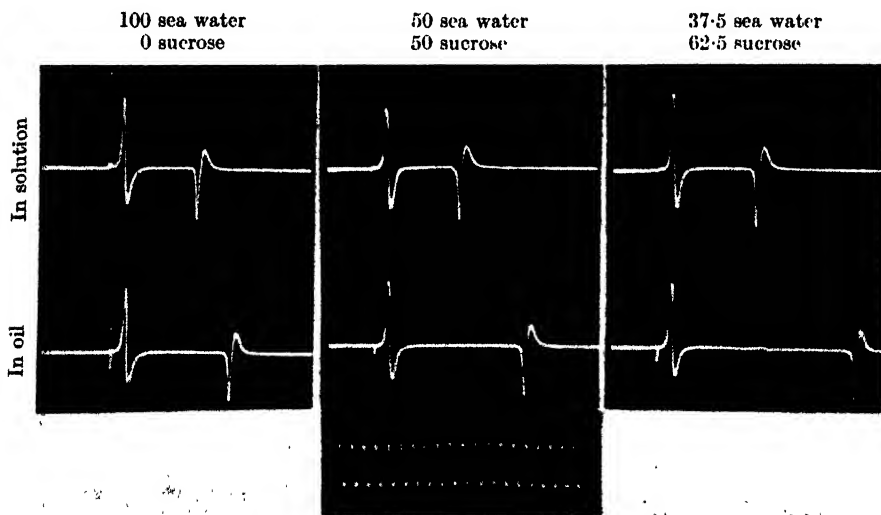 100 sea water
0 sucrose
50 sea water
50 sucrose
37·5 sea water
62·5 sucrose
In solution
In oil